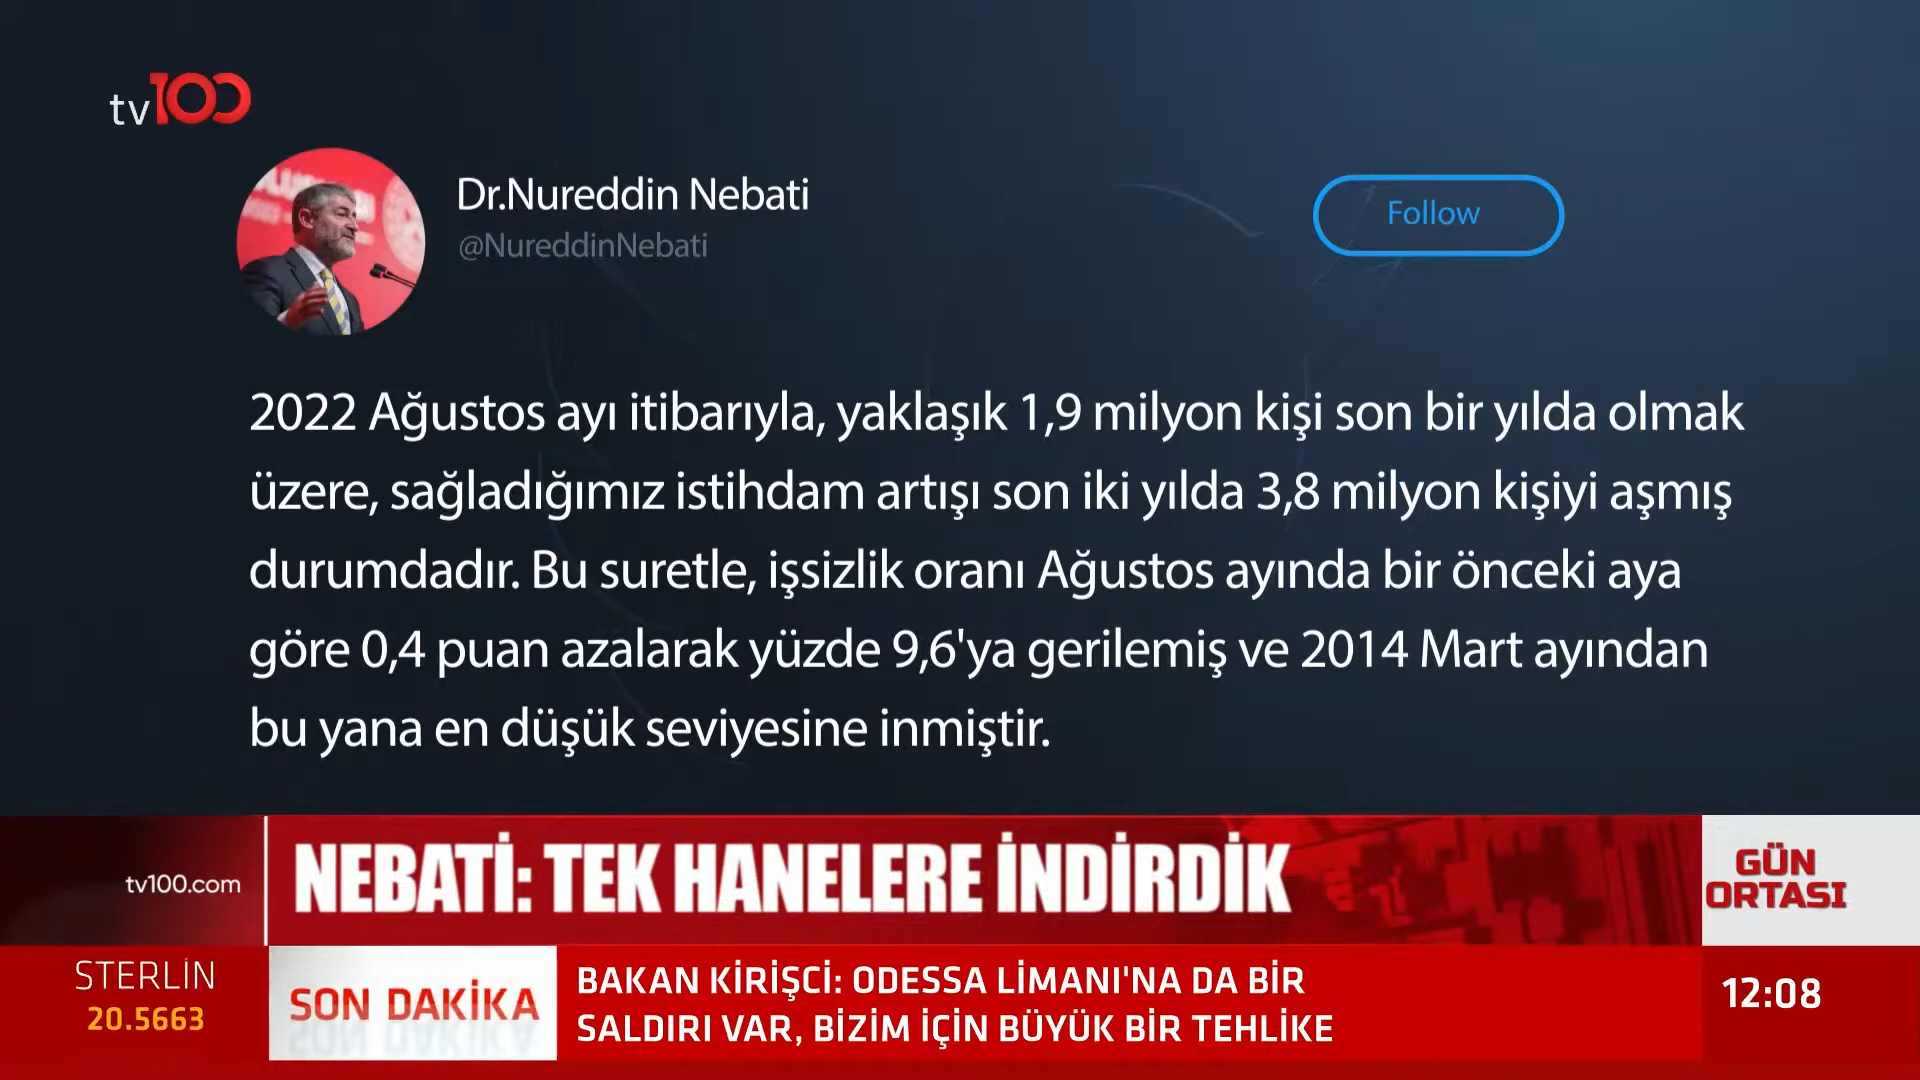 tv100
Dr.Nureddin Nebati
@NureddinNebati
Follow
2022 Ağustos ayı itibarıyla, yaklaşık 1,9 milyon kişi son bir yılda olmak
üzere, sağladığımız istihdam artışı son iki yılda 3,8 milyon kişiyi aşmış
durumdadır. Bu suretle, işsizlik oranı Ağustos ayında bir önceki aya
göre 0,4 puan azalarak yüzde 9,6'ya gerilemiş ve 2014 Mart ayından
bu yana en düşük seviyesine inmiştir.
tv100.com
NEBATİ: TEK HANELERE İNDİRDİK
GÜN
ORTASI
STERLİN
20.5663
SON DAKİKA
BAKAN KİRİŞCİ: ODESSA LİMANI'NA DA BİR
SALDIRI VAR, BİZİM İÇİN BÜYÜK BİR TEHLİKE
12:08